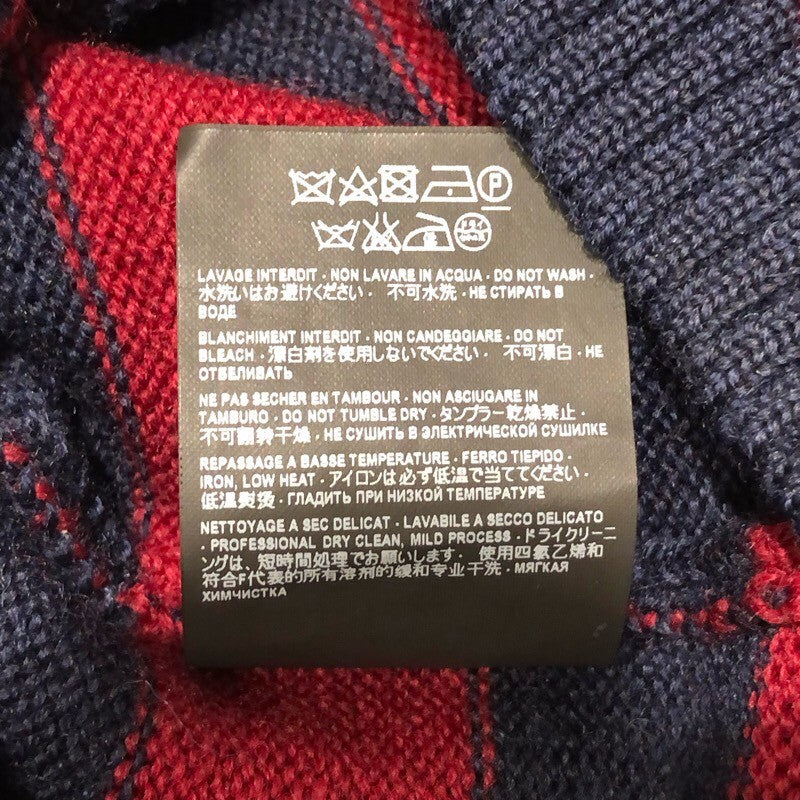 P
ドライ
LAVAGE INTERDIT · NON LAVARE IN ACQUA · DO NOT WASH ·
水洗いはお避けください · 不可水洗 · НЕ СТИРАТЬ В
ВОДЕ
BLANCHIMENT INTERDIT · NON CANDEGGIARE · DO NOT
BLEACH ·漂白剤を使用しないでください · 不可漂白 · НЕ
ОТБЕЛИВАТЬ
NE PAS SECHER EN TAMBOUR · NON ASCIUGARE IN
TAMBURO · DO NOT TUMBLE DRY · タンブラー乾燥禁止 ·
不可翻转干燥 · НЕ СУШИТЬ В ЭЛЕКТРИЧЕСКОЙ СУШИЛКЕ
REPASSAGE A BASSE TEMPERATURE · FERRO TIEPIDO ·
IRON, LOW HEAT · アイロンは必ず低温で当ててください ·
低温熨烫 · ГЛАДИТЬ ПРИ НИЗКОЙ ТЕМПЕРАТУРЕ
NETTOYAGE A SEC DELICAT · LAVABILE A SECCO DELICATO
· PROFESSIONAL DRY CLEAN, MILD PROCESS · ドライクリーニ
ングは、短時間処理でお願いします · 使用四氯乙烯和
符合F代表的所有溶剂的缓和专业干洗 · МЯГКАЯ
ХИМЧИСТКА